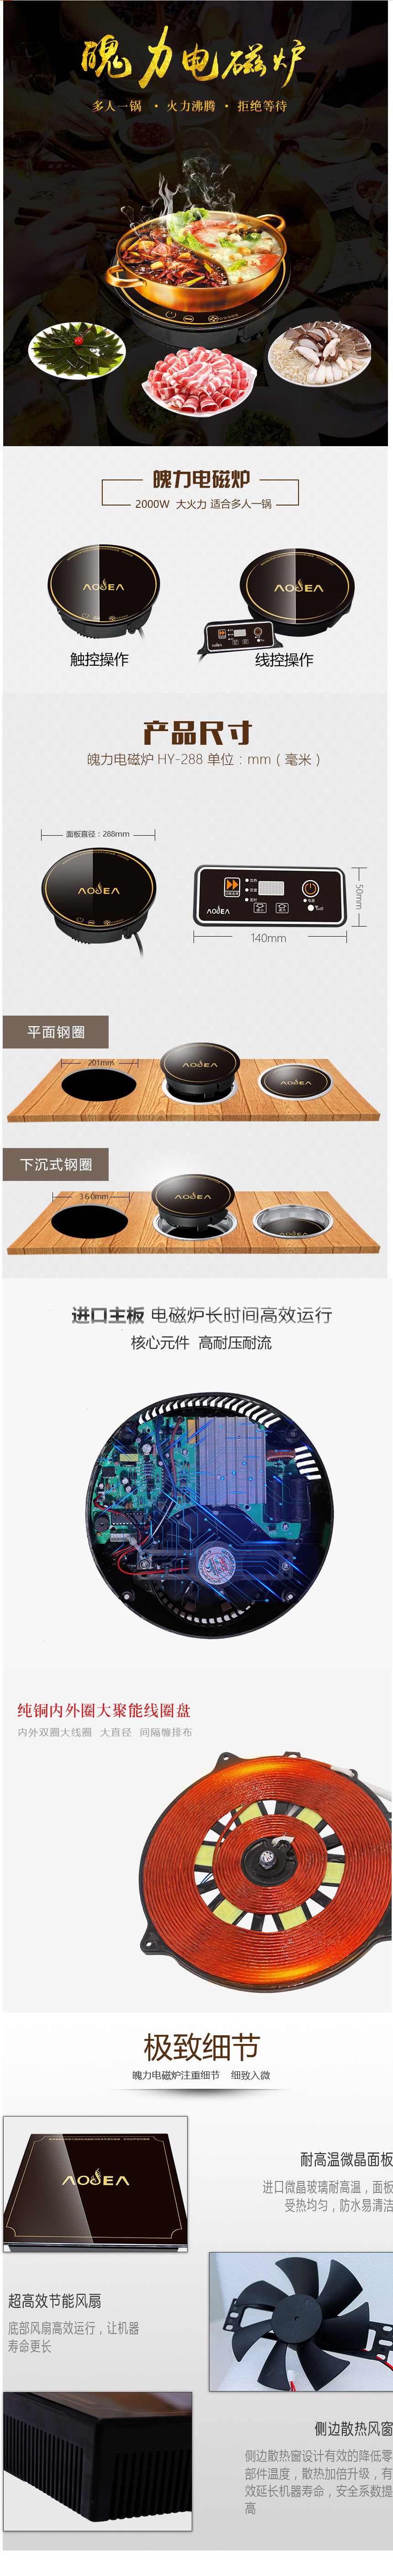 魄力电磁炉
多人一锅 · 火力沸腾 · 拒绝等待
魄力电磁炉
2000W 大火力 适合多人一锅
AOJEA
AOJEA
触控操作
线控操作
产品尺寸
魄力电磁炉 HY-288 单位：mm（毫米）
面板直径：288mm
AOJEA
AOJEA
50mm
140mm
平面钢圈
201mm
AOJEA
AOJEA
下沉式钢圈
360mm
AOJEA
AOJEA
进口主板 电磁炉长时间高效运行
核心元件 高耐压耐流
纯铜内外圈大聚能线圈盘
内外双圈大线圈 大直径 间隔缠排布
极致细节
魄力电磁炉注重细节 细致入微
AOJEA
耐高温微晶面板
进口微晶玻璃耐高温，面板
受热均匀，防水易清洁
超高效节能风扇
底部风扇高效运行，让机器
寿命更长
侧边散热风窗
侧边散热窗设计有效的降低零
部件温度，散热加倍升级，有
效延长机器寿命，安全系数提
高